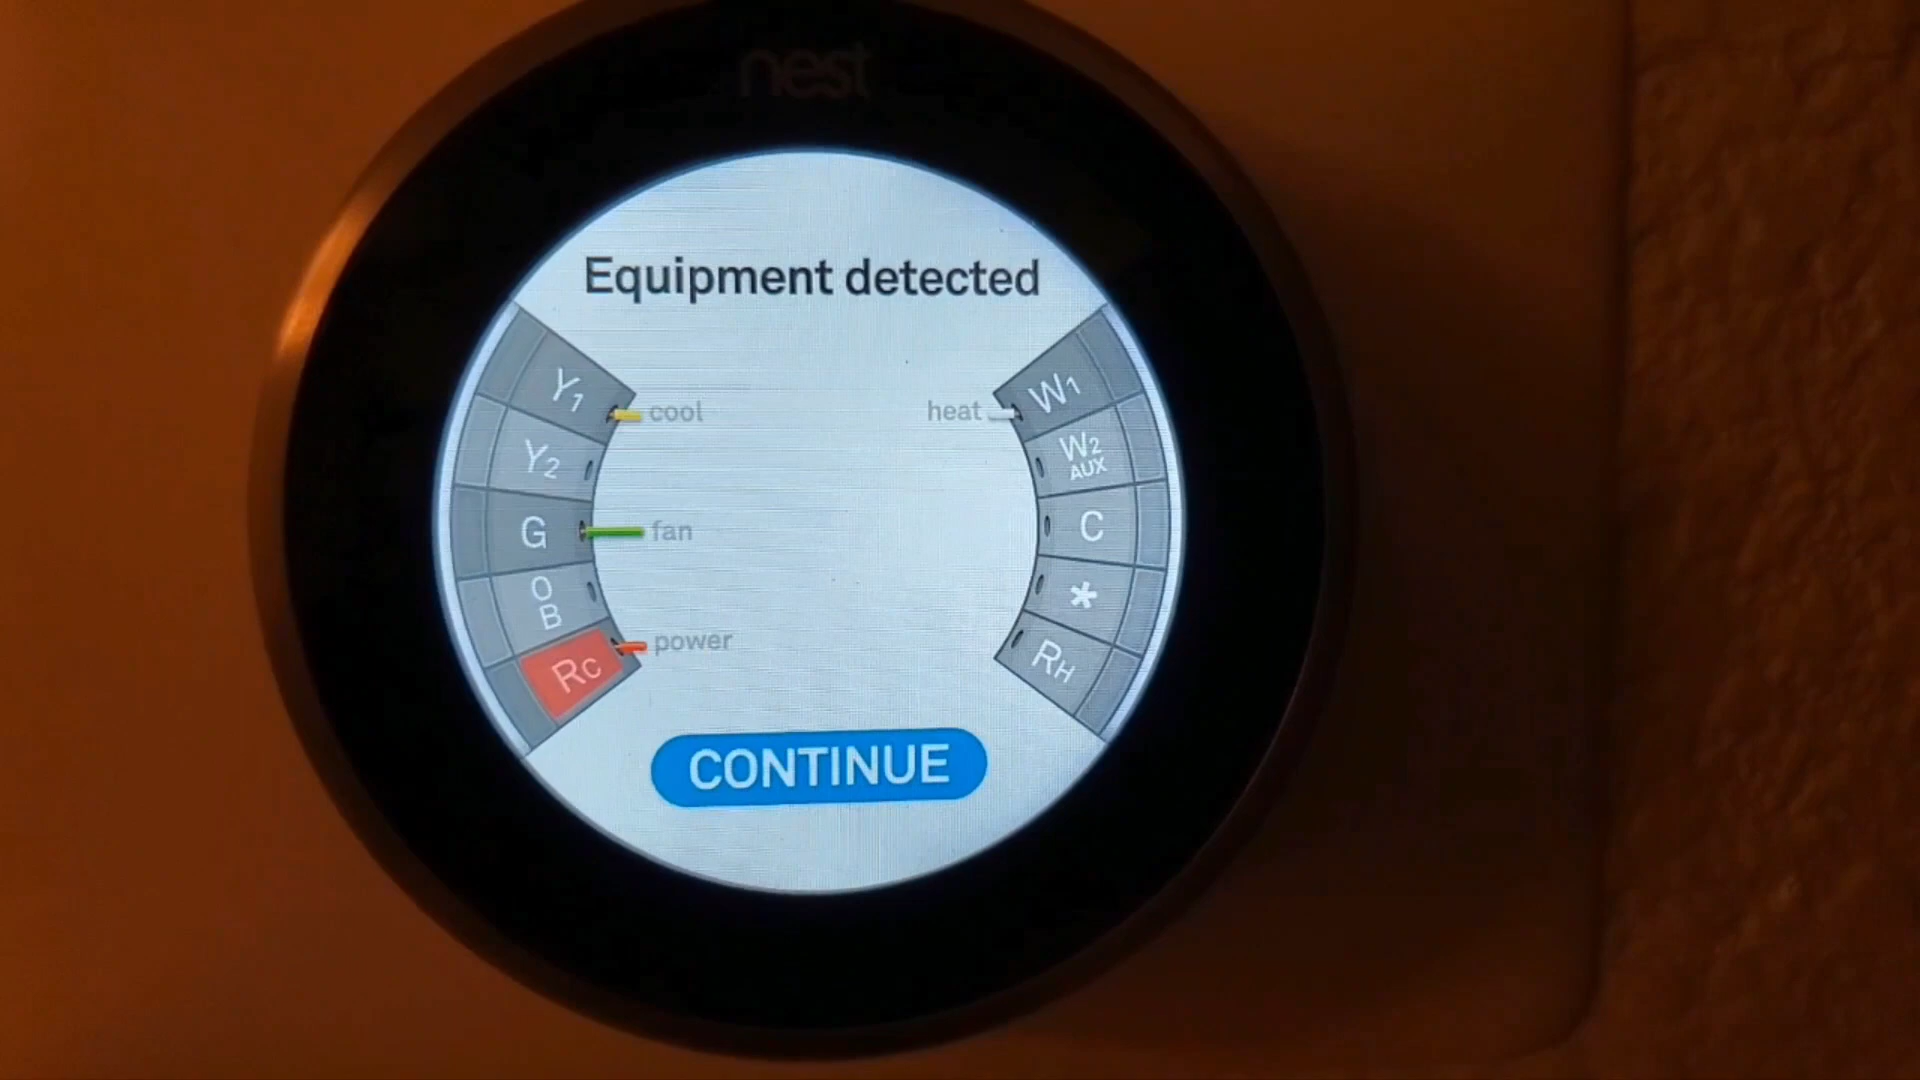 nest
Equipment detected
Y1
cool
heat
W1
Y2
W2
AUX
G
fan
C
O
B
*
Rc
power
RH
CONTINUE